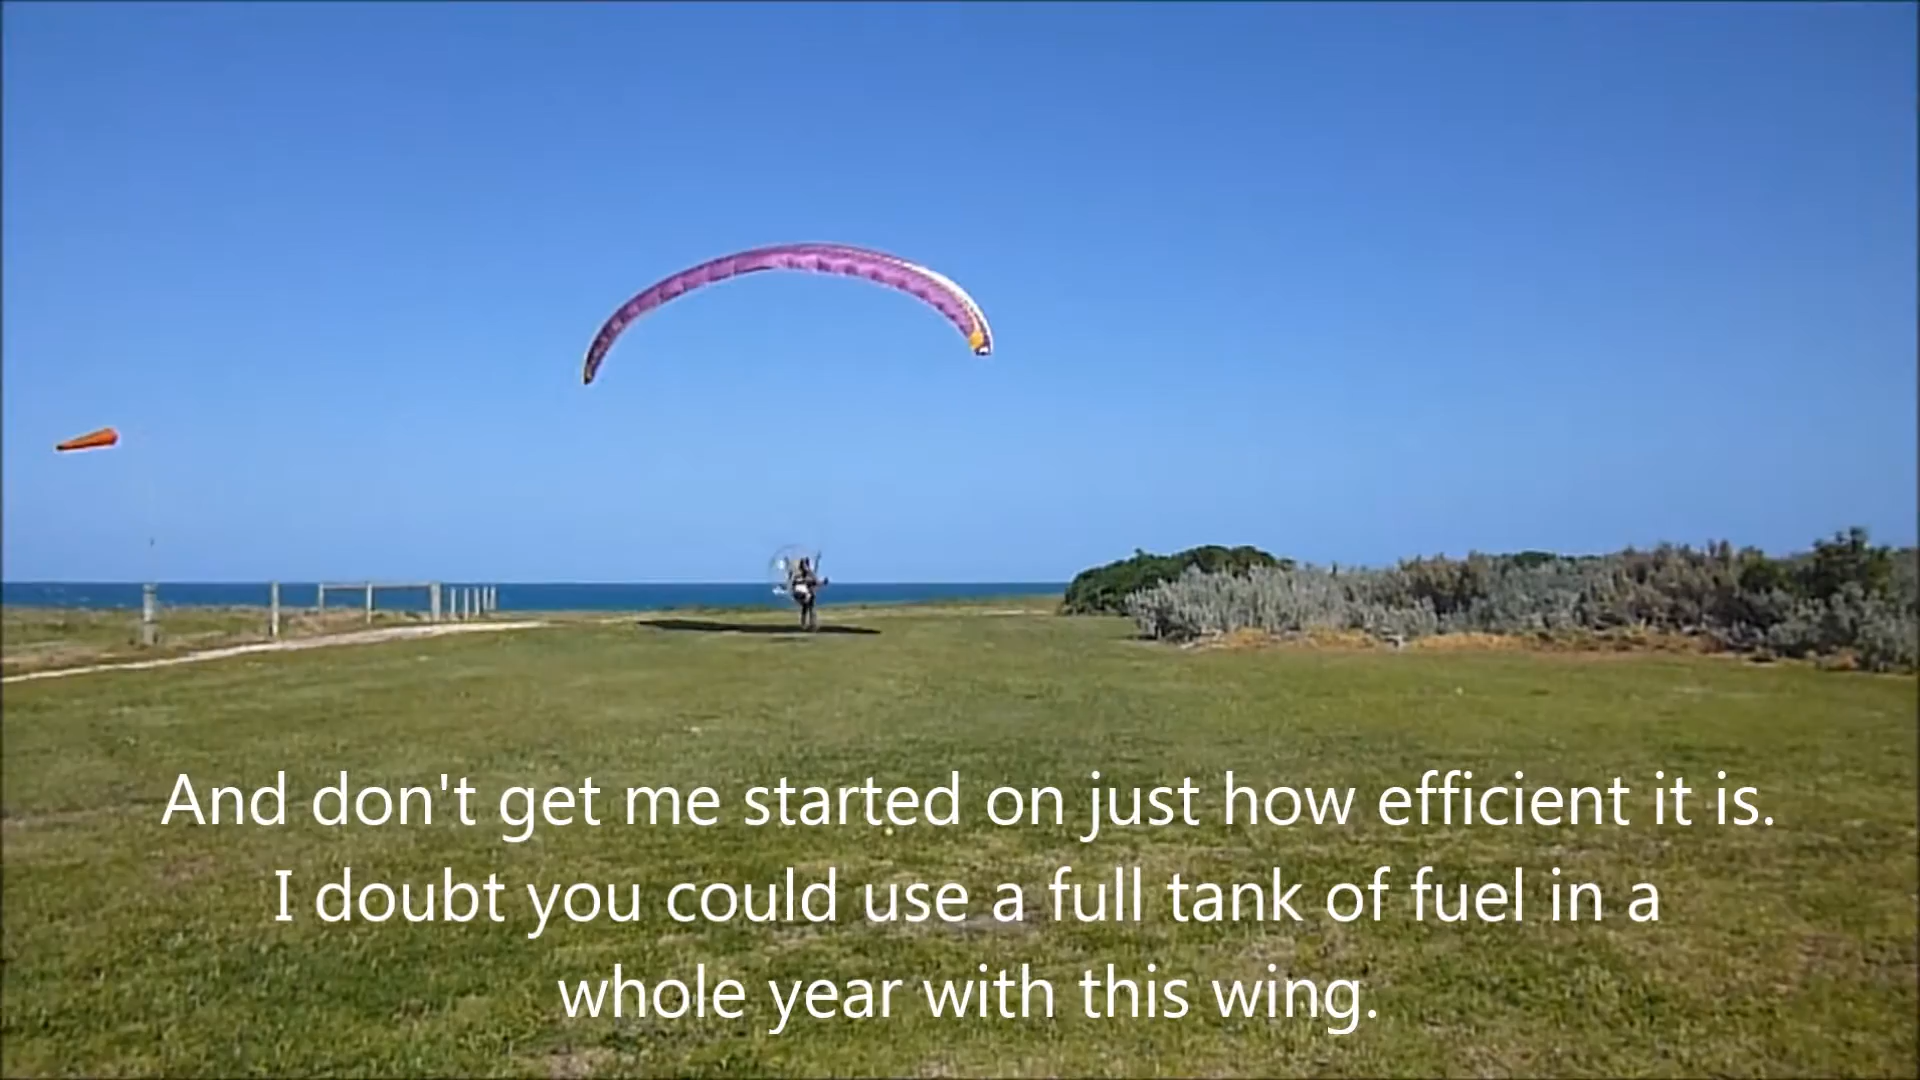 And don't get me started on just how efficient it is.
I doubt you could use a full tank of fuel in a
whole year with this wing.